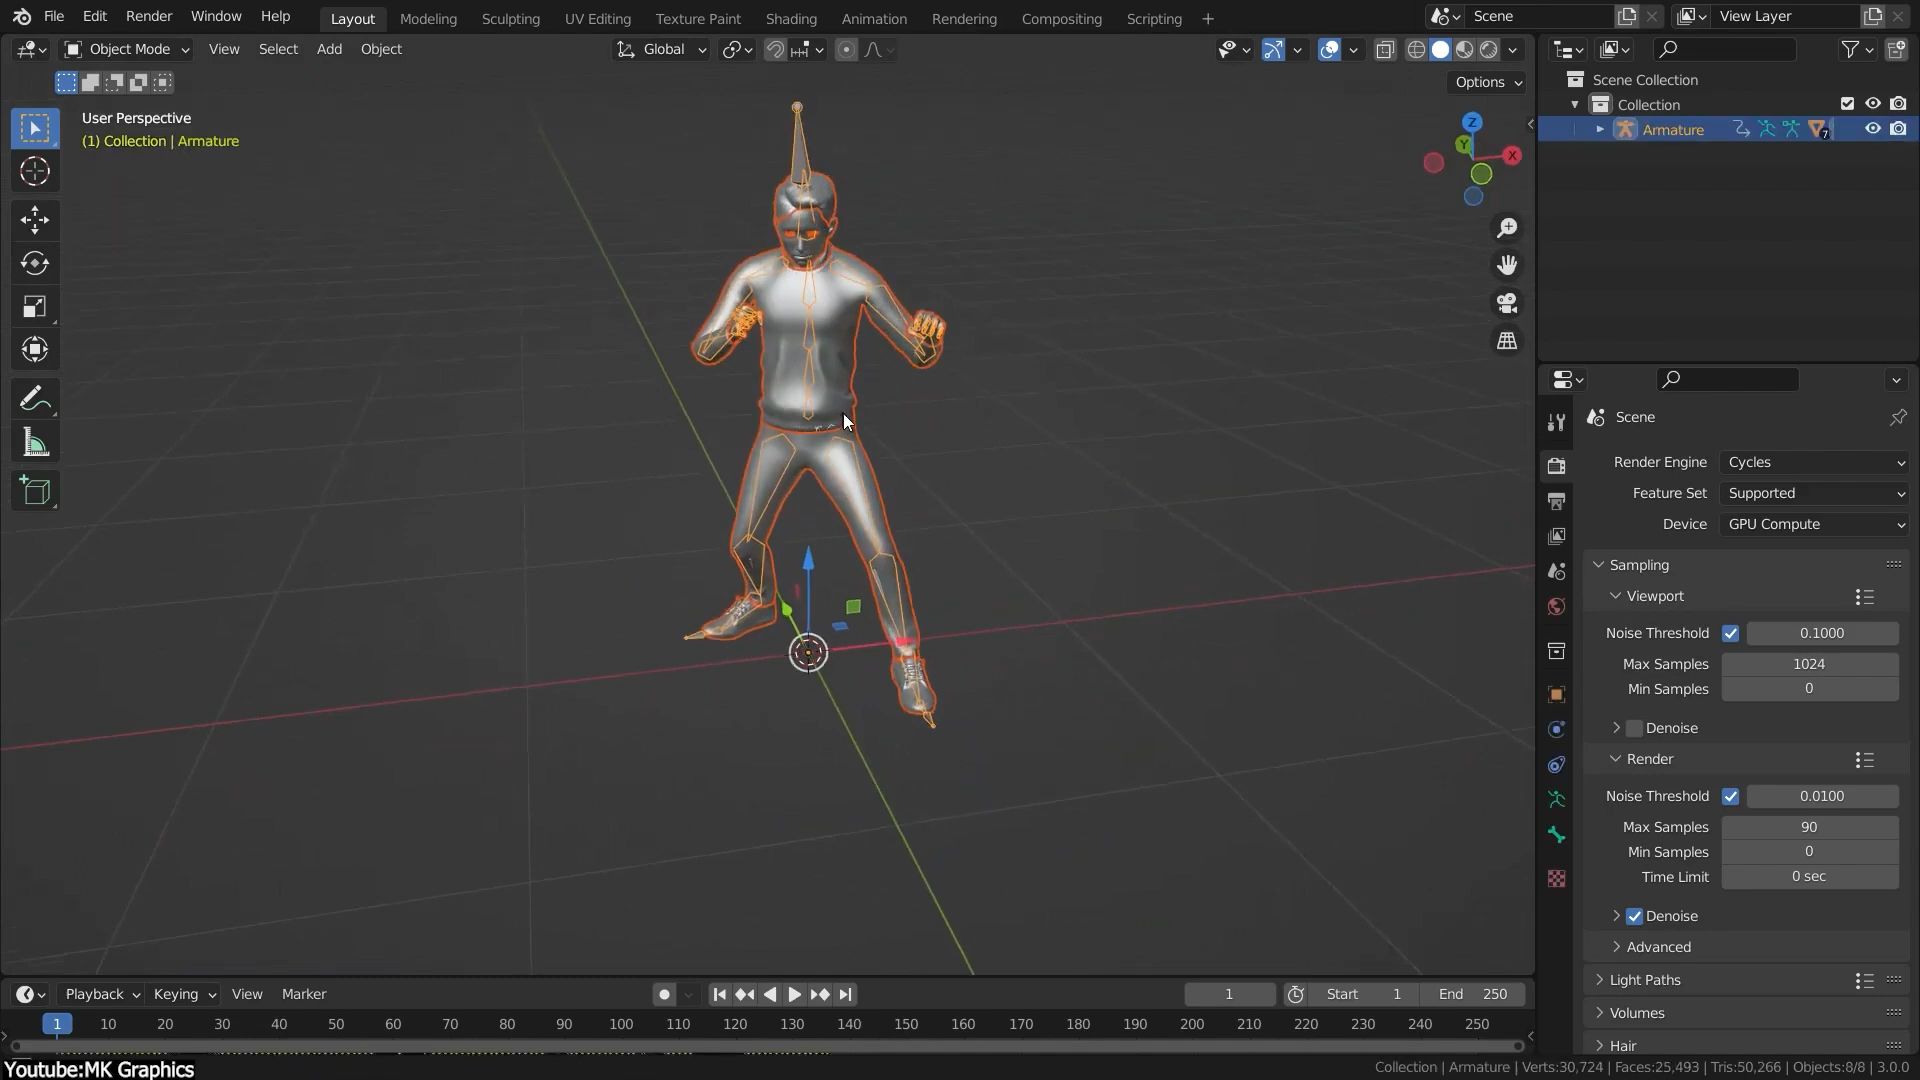 File Edit Render Window Help Layout Modeling Sculpting UV Editing Texture Paint Shading Animation Rendering Compositing Scripting + Scene View Layer
Object Mode View Select Add Object Global
Options
User Perspective
(1) Collection | Armature
Z
Y
X
Scene Collection
Collection
Armature 7
Scene
Render Engine Cycles
Feature Set Supported
Device GPU Compute
Sampling
Viewport
Noise Threshold 0.1000
Max Samples 1024
Min Samples 0
Denoise
Render
Noise Threshold 0.0100
Max Samples 90
Min Samples 0
Time Limit 0 sec
Denoise
Advanced
Light Paths
Volumes
Hair
Playback Keying View Marker 1 Start 1 End 250
1 10 20 30 40 50 60 70 80 90 100 110 120 130 140 150 160 170 180 190 200 210 220 230 240 250
Youtube:MK Graphics
Collection | Armature | Verts:30,724 | Faces:25,493 | Tris:50,266 | Objects:8/8 | 3.0.0